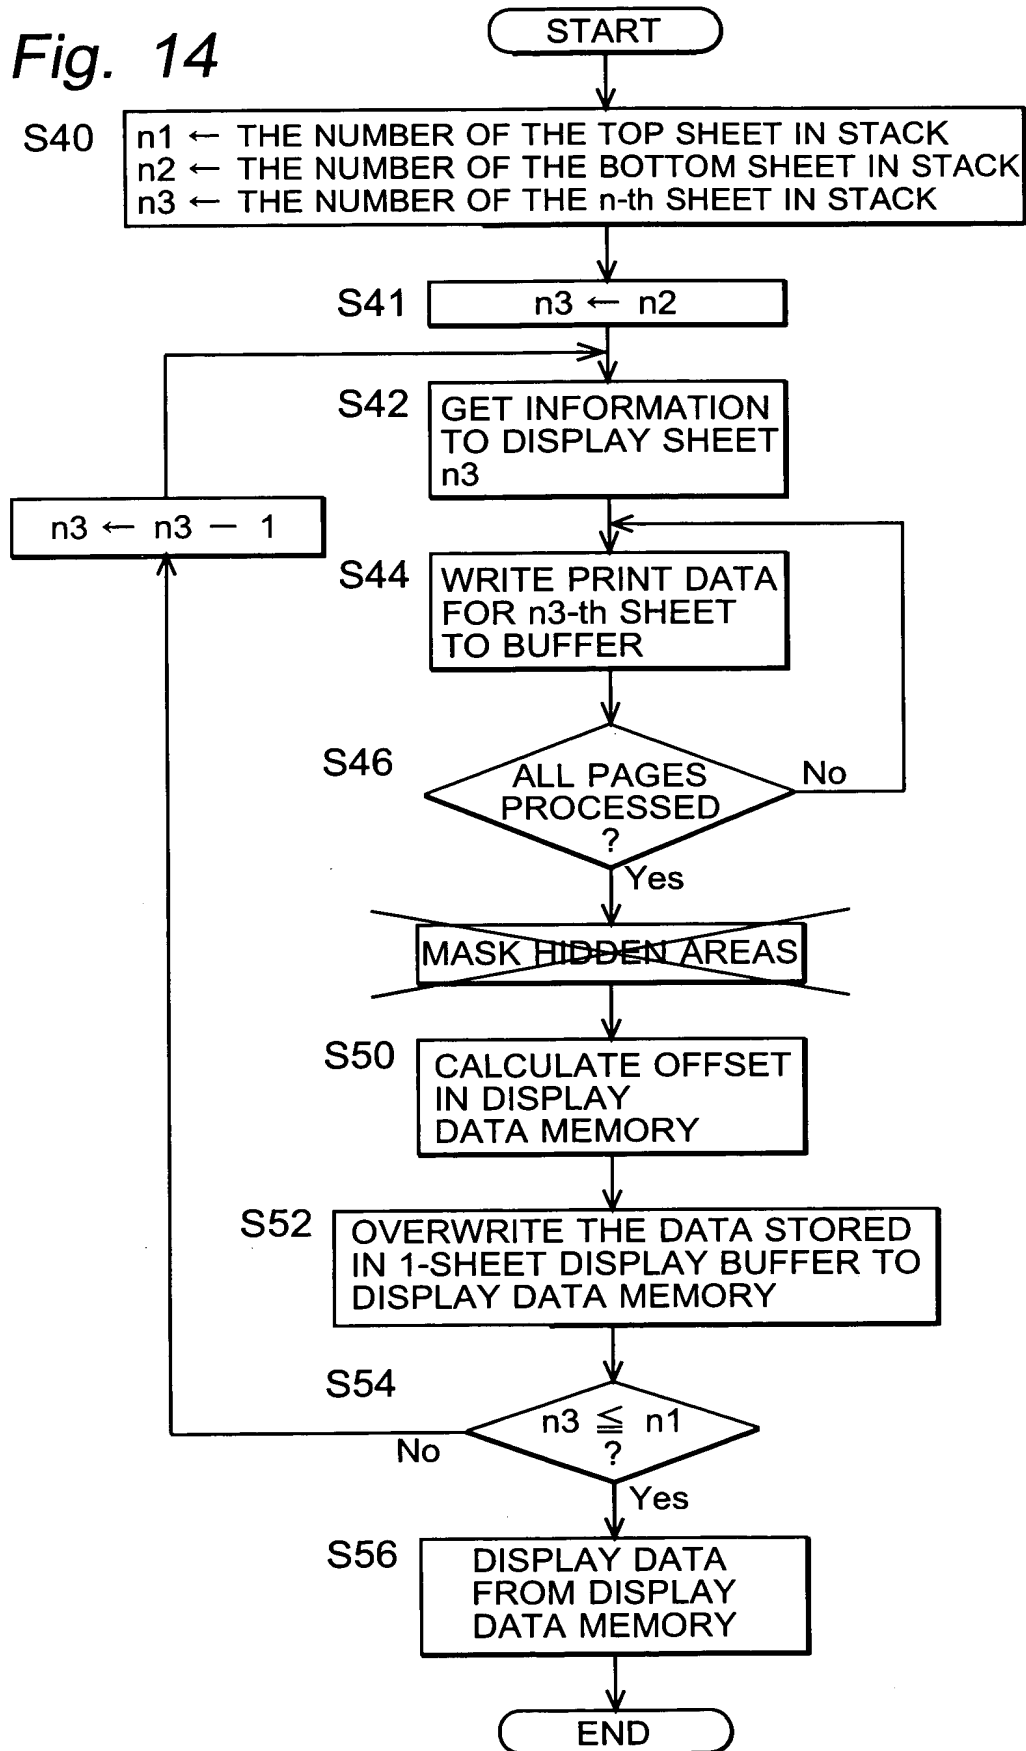 Fig. 14
START
S40
n1 ← THE NUMBER OF THE TOP SHEET IN STACK
n2 ← THE NUMBER OF THE BOTTOM SHEET IN STACK
n3 ← THE NUMBER OF THE n-th SHEET IN STACK
S41
n3 ← n2
S42
GET INFORMATION
TO DISPLAY SHEET
n3
n3 ← n3 − 1
S44
WRITE PRINT DATA
FOR n3-th SHEET
TO BUFFER
S46
ALL PAGES
PROCESSED
?
No
Yes
MASK HIDDEN AREAS
S50
CALCULATE OFFSET
IN DISPLAY
DATA MEMORY
S52
OVERWRITE THE DATA STORED
IN 1-SHEET DISPLAY BUFFER TO
DISPLAY DATA MEMORY
S54
n3 ≦ n1
?
No
Yes
S56
DISPLAY DATA
FROM DISPLAY
DATA MEMORY
END